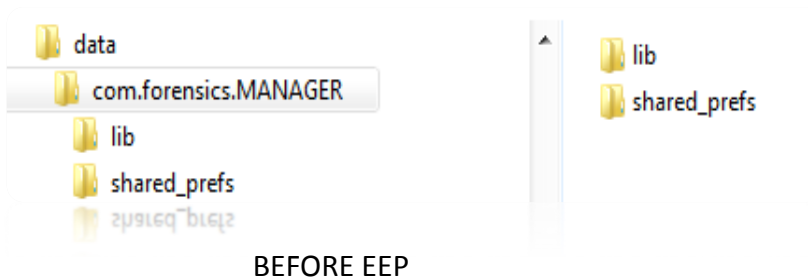 data
com.forensics.MANAGER
lib
shared_prefs
lib
shared_prefs
BEFORE EEP